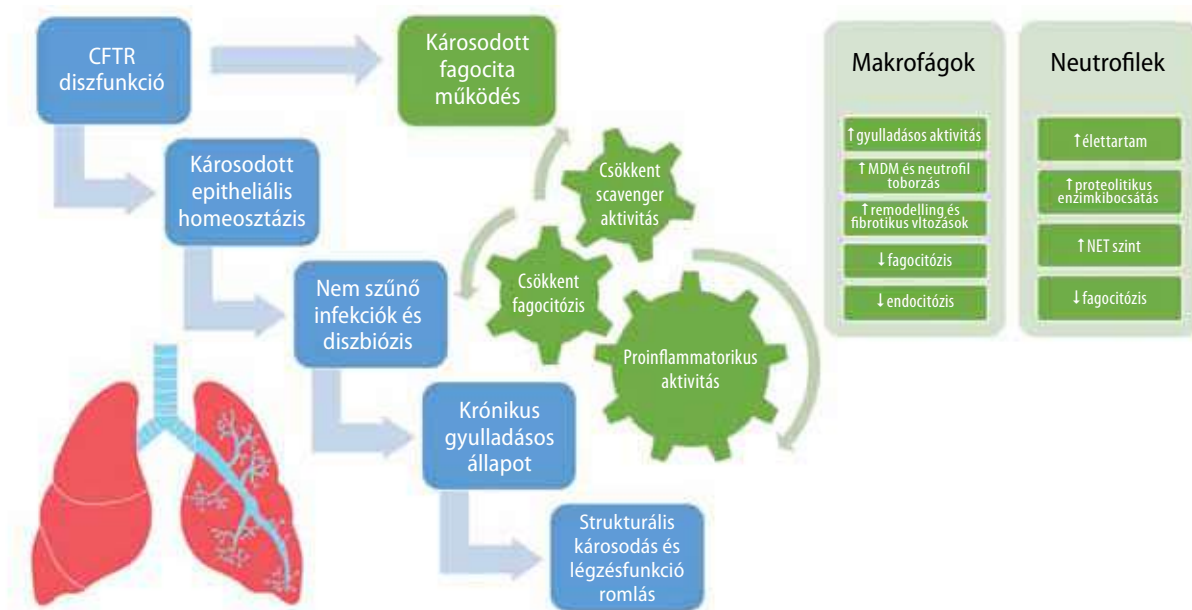 CFTR
diszfunkció
Károsodott
fagocita
működés
Károsodott
epitheliális
homeosztázis
Nem szűnő
infekciók és
diszbiózis
Krónikus
gyulladásos
állapot
Strukturális
károsodás és
légzésfunkció
romlás
Csökkent
scavenger
aktivitás
Csökkent
fagocitózis
Proinflammatorikus
aktivitás
Makrofágok
↑gyulladásos aktivitás
↑MDM és neutrofil
toborzás
↑remodelling és
fibrotikus vltozások
↓fagocitózis
↓endocitózis
Neutrofilek
↑élettartam
↑proteolitikus
enzimkibocsátás
↑NET szint
↓fagocitózis